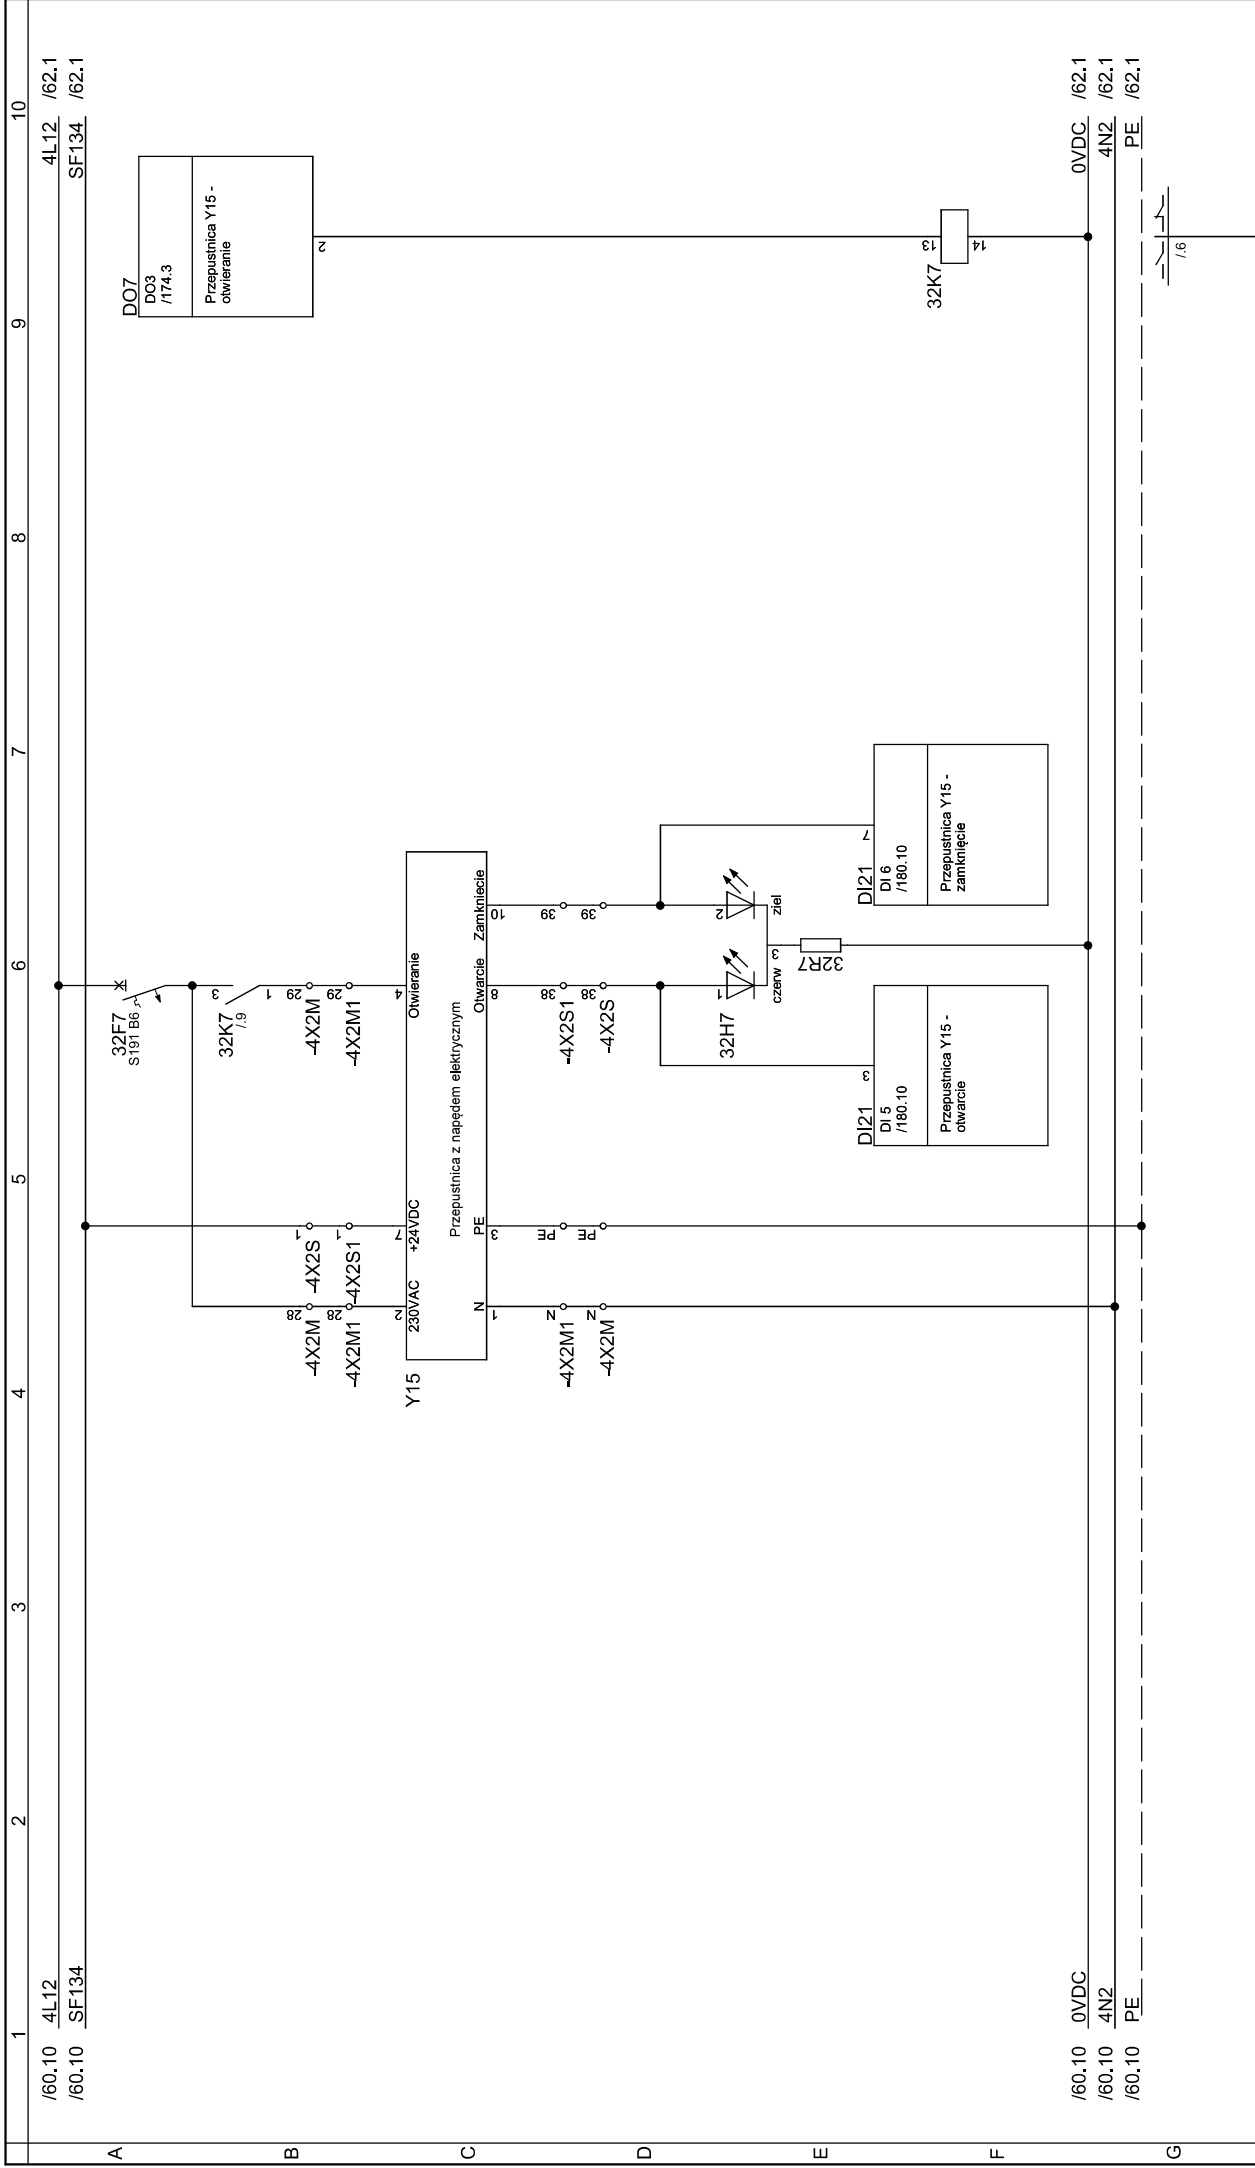 1 2 3 4 5 6 7 8 9 10
/60.10 4L12 4L12 /62.1
/60.10 SF134 SF134 /62.1
A
B
C
D
E
F
G
32F7
S191 B6
32K7
/.9
3
1
28
-4X2M
28
-4X2M1
1
-4X2S
1
-4X2S1
29
-4X2M
29
-4X2M1
2
7
4
Y15
230VAC
+24VDC
Otwieranie
Przepustnica z napędem elektrycznym
N
PE
Otwarcie
Zamkniecie
1
3
8
10
N
-4X2M1
N
-4X2M
PE
PE
38
-4X2S1
38
-4X2S
39
39
32H7
1
2
czerw
3
ziel
32R7
DI21
3
DI 5
/180.10
Przepustnica Y15 -
otwarcie
DI21
7
DI 6
/180.10
Przepustnica Y15 -
zamknięcie
DO7
DO3
/174.3
Przepustnica Y15 -
otwieranie
2
32K7
13
14
/60.10 0VDC 0VDC /62.1
/60.10 4N2 4N2 /62.1
/60.10 PE PE /62.1
/.6